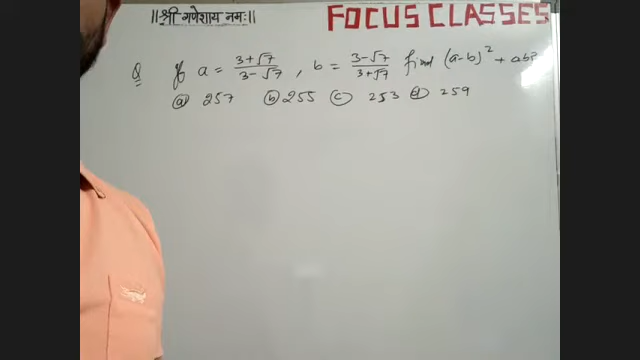 ||श्री गणेशाय नमः||
FOCUS CLASSES
Q If a = (3+√7)/(3-√7), b = (3-√7)/(3+√7) find (a-b)² + ab?
(a) 257 (b) 255 (c) 253 (d) 259